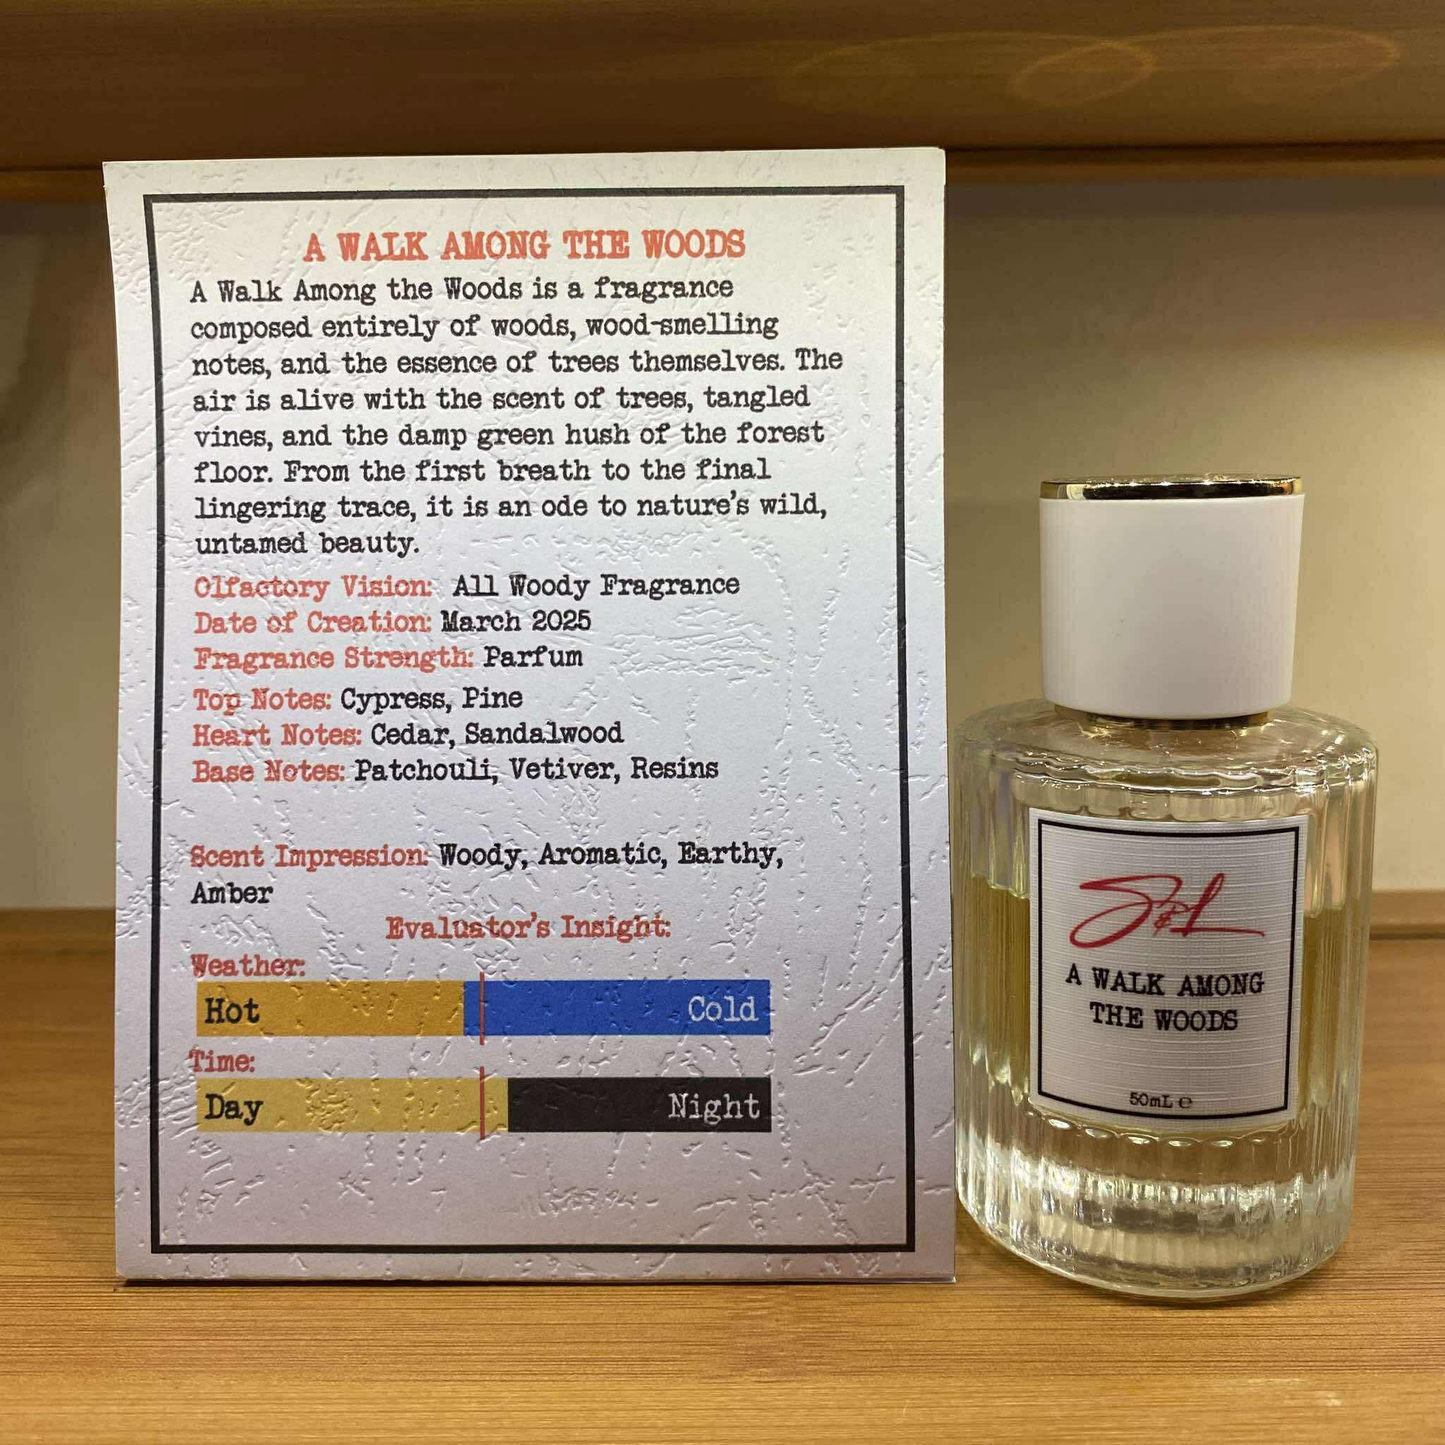 A WALK AMONG THE WOODS
A Walk Among the Woods is a fragrance
composed entirely of woods, wood-smelling
notes, and the essence of trees themselves. The
air is alive with the scent of trees, tangled
vines, and the damp green hush of the forest
floor. From the first breath to the final
lingering trace, it is an ode to nature's wild,
untamed beauty.
Olfactory Vision: All Woody Fragrance
Date of Creation: March 2025
Fragrance Strength: Parfum
Top Notes: Cypress, Pine
Heart Notes: Cedar, Sandalwood
Base Notes: Patchouli, Vetiver, Resins
Scent Impression: Woody, Aromatic, Earthy,
Amber
Evaluator's Insight:
Weather:
Hot Cold
Time:
Day Night
S&L
A WALK AMONG
THE WOODS
50mL ℮